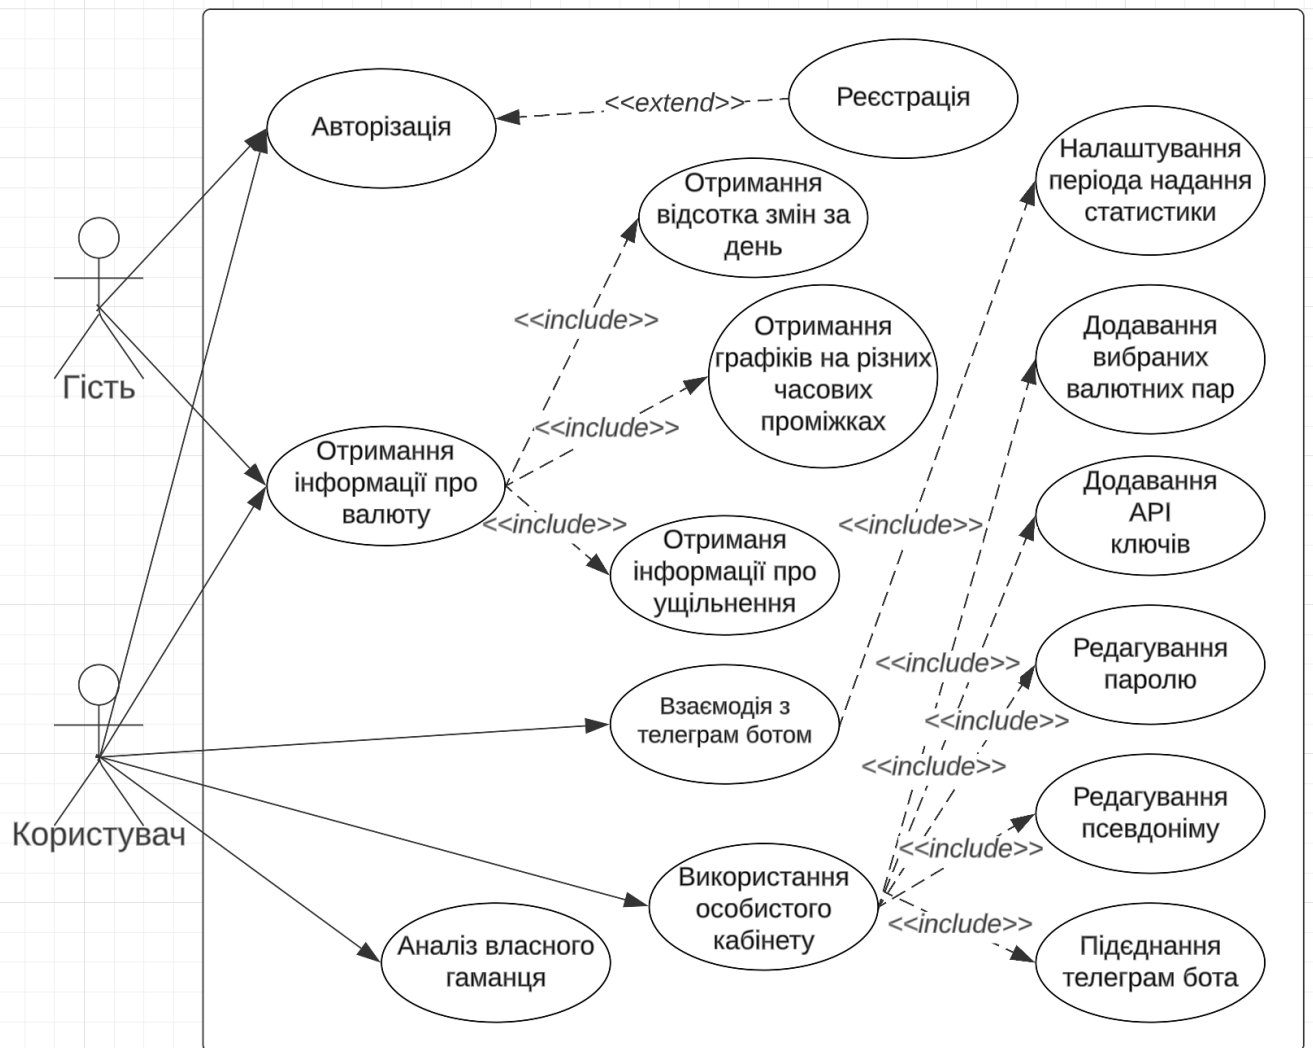 Авторізація
<<extend>>
Реєстрація
Отримання
відсотка змін за
день
Налаштування
періода надання
статистики
<<include>>
Отримання
графіків на різних
часових
проміжках
Додавання
вибраних
валютних пар
Гість
<<include>>
Отримання
інформації про
валюту
<<include>>
Отриманя
інформації про
ущільнення
<<include>>
Додавання
API
ключів
<<include>>
Редагування
паролю
Взаємодія з
телеграм ботом
<<include>>
<<include>>
Користувач
Редагування
псевдоніму
<<include>>
Використання
особистого
кабінету
<<include>>
Аналіз власного
гаманця
Підєднання
телеграм бота